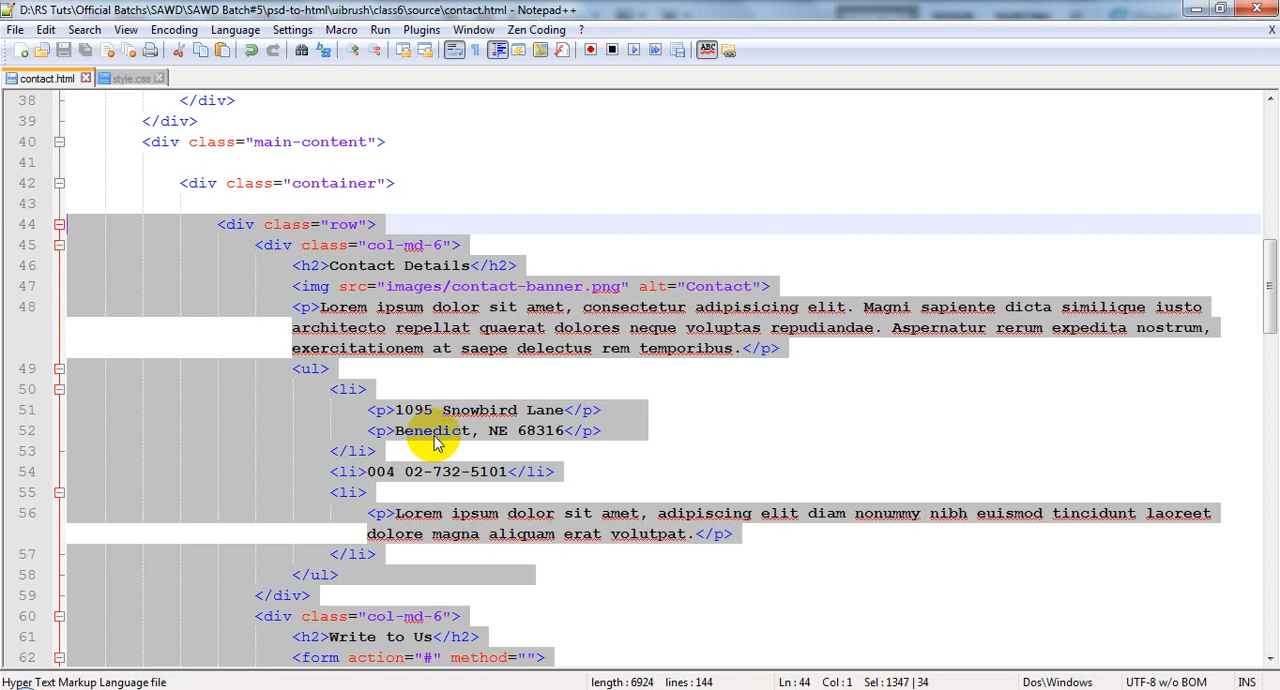 D:\RS Tuts\Official Batchs\SAWD\SAWD Batch#5\psd-to-html\uibrush\class6\source\contact.html - Notepad++
File Edit Search View Encoding Language Settings Macro Run Plugins Window Zen Coding ? X
contact.html style.css
38 </div>
39 </div>
40 <div class="main-content">
41
42 <div class="container">
43
44 <div class="row">
45 <div class="col-md-6">
46 <h2>Contact Details</h2>
47 <img src="images/contact-banner.png" alt="Contact">
48 <p>Lorem ipsum dolor sit amet, consectetur adipisicing elit. Magni sapiente dicta similique iusto
architecto repellat quaerat dolores neque voluptas repudiandae. Aspernatur rerum expedita nostrum,
exercitationem at saepe delectus rem temporibus.</p>
49 <ul>
50 <li>
51 <p>1095 Snowbird Lane</p>
52 <p>Benedict, NE 68316</p>
53 </li>
54 <li>004 02-732-5101</li>
55 <li>
56 <p>Lorem ipsum dolor sit amet, adipiscing elit diam nonummy nibh euismod tincidunt laoreet
dolore magna aliquam erat volutpat.</p>
57 </li>
58 </ul>
59 </div>
60 <div class="col-md-6">
61 <h2>Write to Us</h2>
62 <form action="#" method="">
Hyper Text Markup Language file length : 6924 lines : 144 Ln : 44 Col : 1 Sel : 1347 | 34 Dos\Windows UTF-8 w/o BOM INS